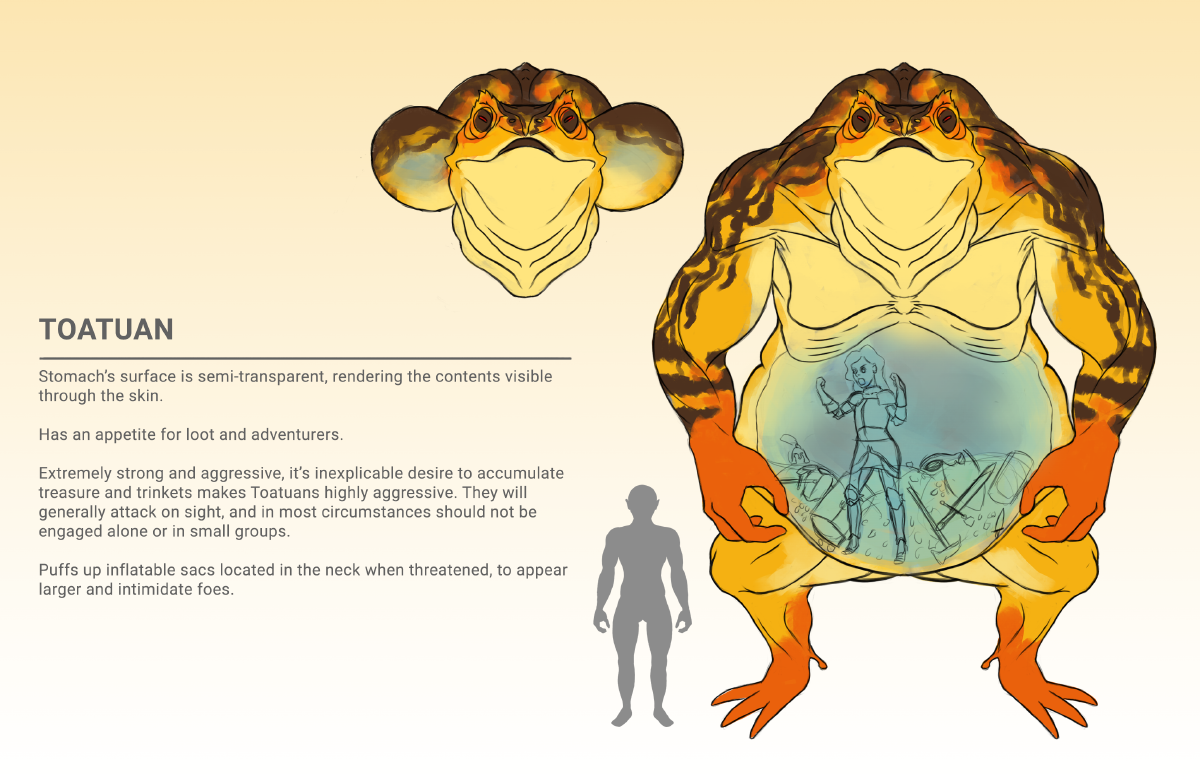 TOATUAN
Stomach's surface is semi-transparent, rendering the contents visible
through the skin.
Has an appetite for loot and adventurers.
Extremely strong and aggressive, it's inexplicable desire to accumulate
treasure and trinkets makes Toatuans highly aggressive. They will
generally attack on sight, and in most circumstances should not be
engaged alone or in small groups.
Puffs up inflatable sacs located in the neck when threatened, to appear
larger and intimidate foes.